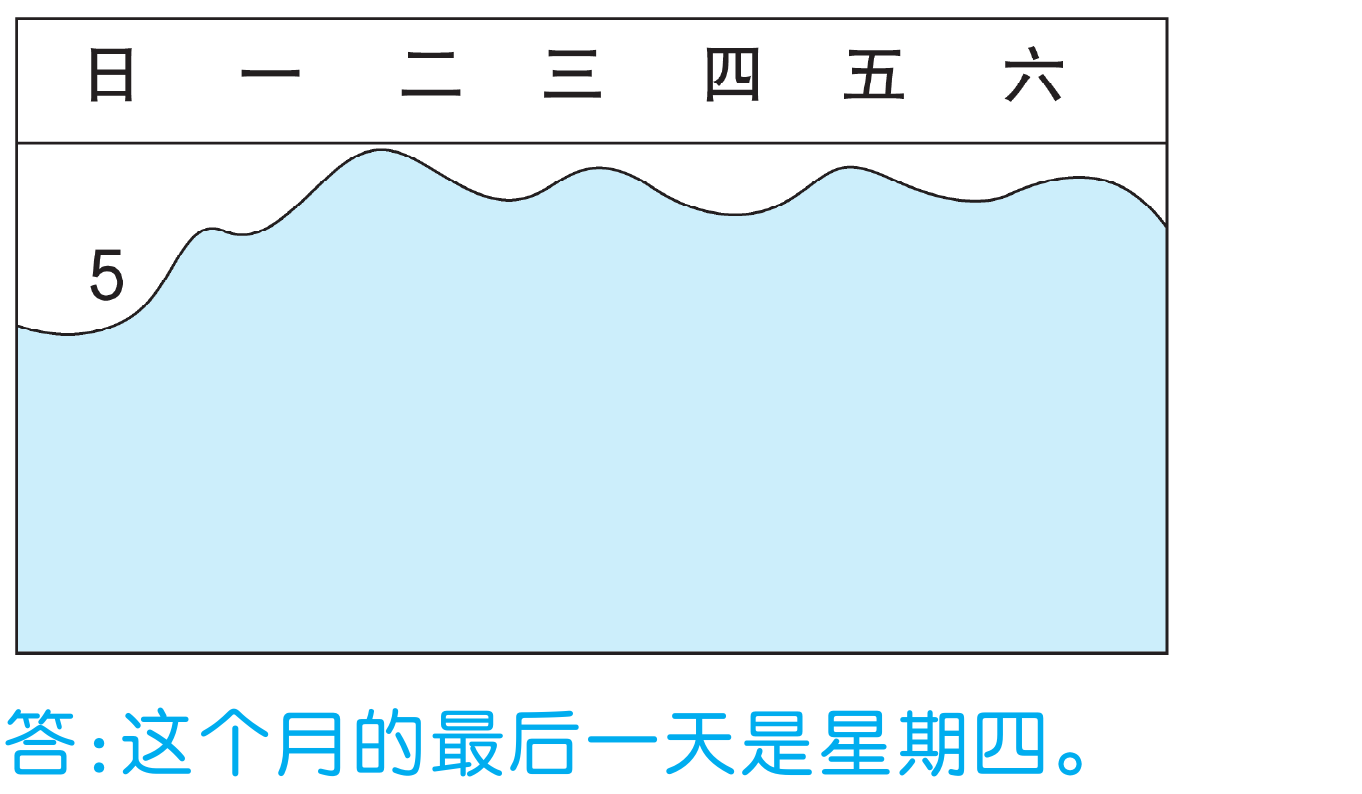 日 一 二 三 四 五 六
5
答:这个月的最后一天是星期四。